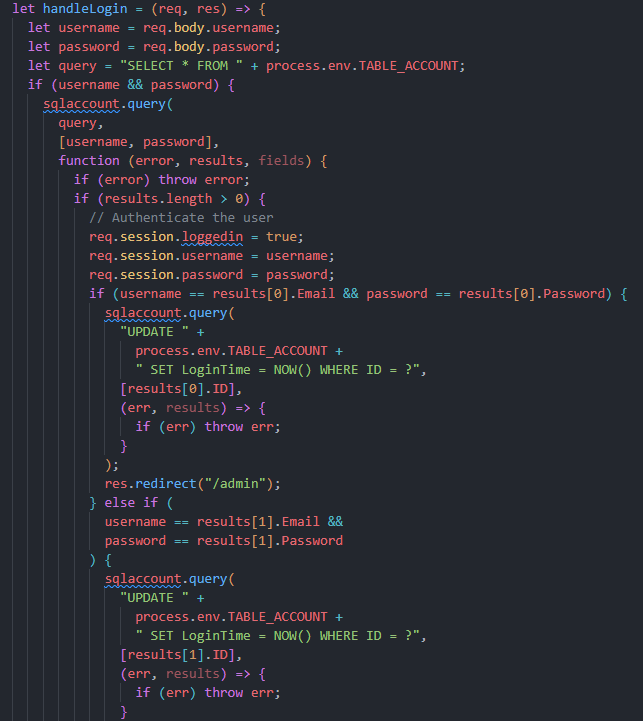 let handleLogin = (req, res) => {
let username = req.body.username;
let password = req.body.password;
let query = "SELECT * FROM " + process.env.TABLE_ACCOUNT;
if (username && password) {
sqlaccount.query(
query,
[username, password],
function (error, results, fields) {
if (error) throw error;
if (results.length > 0) {
// Authenticate the user
req.session.loggedin = true;
req.session.username = username;
req.session.password = password;
if (username == results[0].Email && password == results[0].Password) {
sqlaccount.query(
"UPDATE " +
process.env.TABLE_ACCOUNT +
" SET LoginTime = NOW() WHERE ID = ?",
[results[0].ID],
(err, results) => {
if (err) throw err;
}
);
res.redirect("/admin");
} else if (
username == results[1].Email &&
password == results[1].Password
) {
sqlaccount.query(
"UPDATE " +
process.env.TABLE_ACCOUNT +
" SET LoginTime = NOW() WHERE ID = ?",
[results[1].ID],
(err, results) => {
if (err) throw err;
}